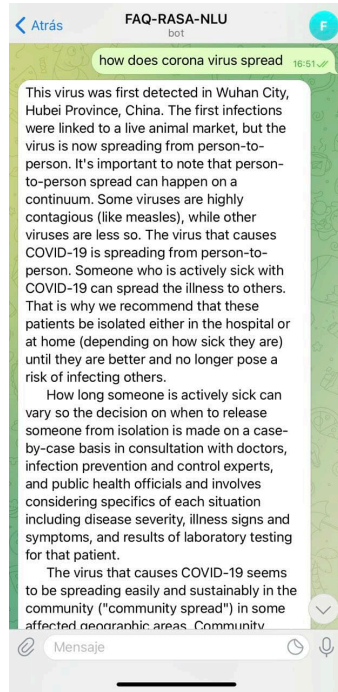 Atrás
FAQ-RASA-NLU
bot
F
how does corona virus spread 16:51
This virus was first detected in Wuhan City,
Hubei Province, China. The first infections
were linked to a live animal market, but the
virus is now spreading from person-to-
person. It's important to note that person-
to-person spread can happen on a
continuum. Some viruses are highly
contagious (like measles), while other
viruses are less so. The virus that causes
COVID-19 is spreading from person-to-
person. Someone who is actively sick with
COVID-19 can spread the illness to others.
That is why we recommend that these
patients be isolated either in the hospital or
at home (depending on how sick they are)
until they are better and no longer pose a
risk of infecting others.
How long someone is actively sick can
vary so the decision on when to release
someone from isolation is made on a case-
by-case basis in consultation with doctors,
infection prevention and control experts,
and public health officials and involves
considering specifics of each situation
including disease severity, illness signs and
symptoms, and results of laboratory testing
for that patient.
The virus that causes COVID-19 seems
to be spreading easily and sustainably in the
community ("community spread") in some
affected geographic areas. Community
Mensaje